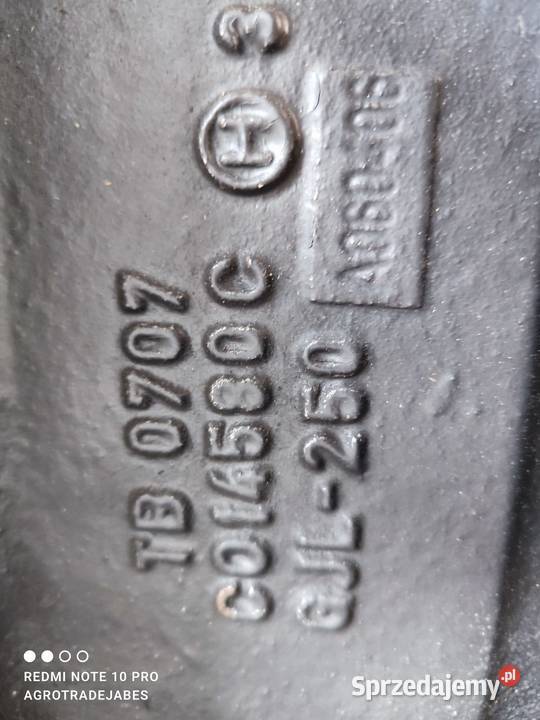 TB 0707
C014580C Ⓗ 3
GJL-250
REDMI NOTE 10 PRO
AGROTRADEJABES
Sprzedajemy.pl